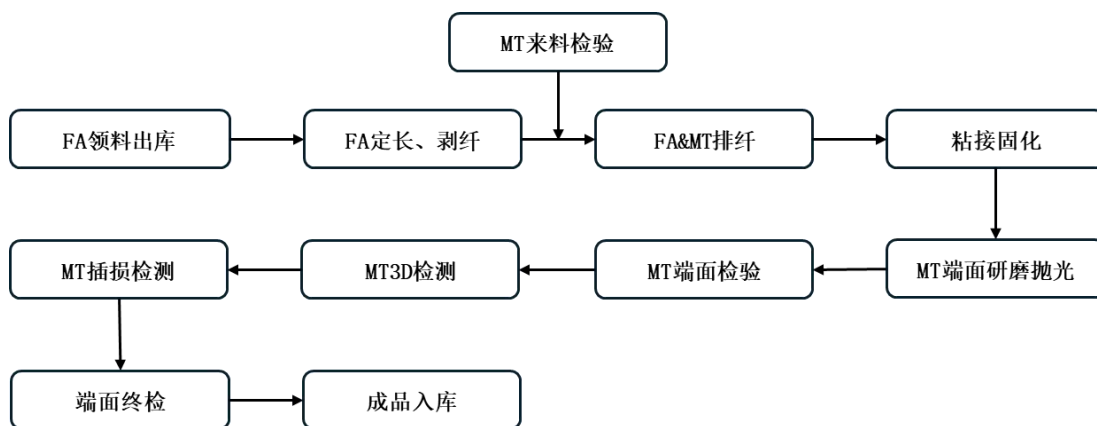 MT来料检验
FA领料出库
FA定长、剥纤
FA&MT排纤
粘接固化
MT插损检测
MT3D检测
MT端面检验
MT端面研磨抛光
端面终检
成品入库